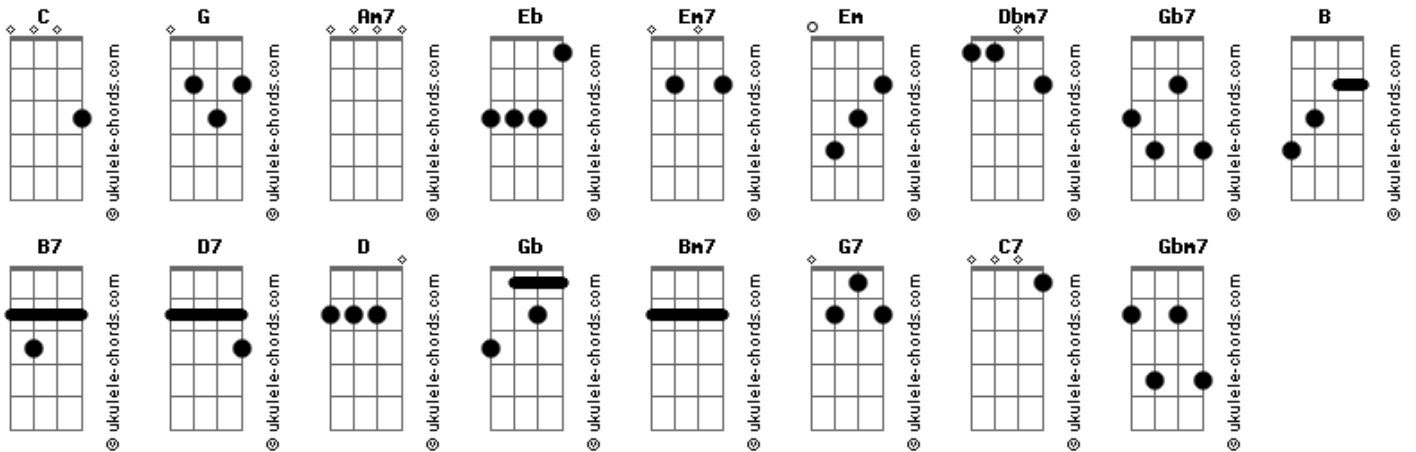 C G Am7 Eb Em7 Em Dbm7 Gb7 B
© ukulele-chords.com © ukulele-chords.com © ukulele-chords.com © ukulele-chords.com © ukulele-chords.com © ukulele-chords.com © ukulele-chords.com © ukulele-chords.com © ukulele-chords.com
B7 D7 D Gb Bm7 G7 C7 Gbm7
© ukulele-chords.com © ukulele-chords.com © ukulele-chords.com © ukulele-chords.com © ukulele-chords.com © ukulele-chords.com © ukulele-chords.com © ukulele-chords.com